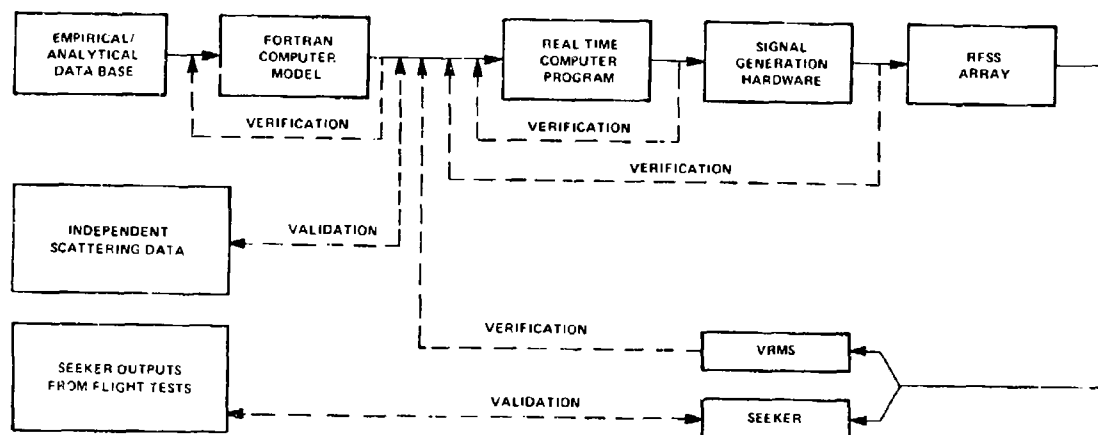 EMPIRICAL/
ANALYTICAL
DATA BASE
FORTRAN
COMPUTER
MODEL
REAL TIME
COMPUTER
PROGRAM
SIGNAL
GENERATION
HARDWARE
RFSS
ARRAY
VERIFICATION
VERIFICATION
VERIFICATION
INDEPENDENT
SCATTERING DATA
VALIDATION
VERIFICATION
VRMS
SEEKER OUTPUTS
FROM FLIGHT TESTS
VALIDATION
SEEKER